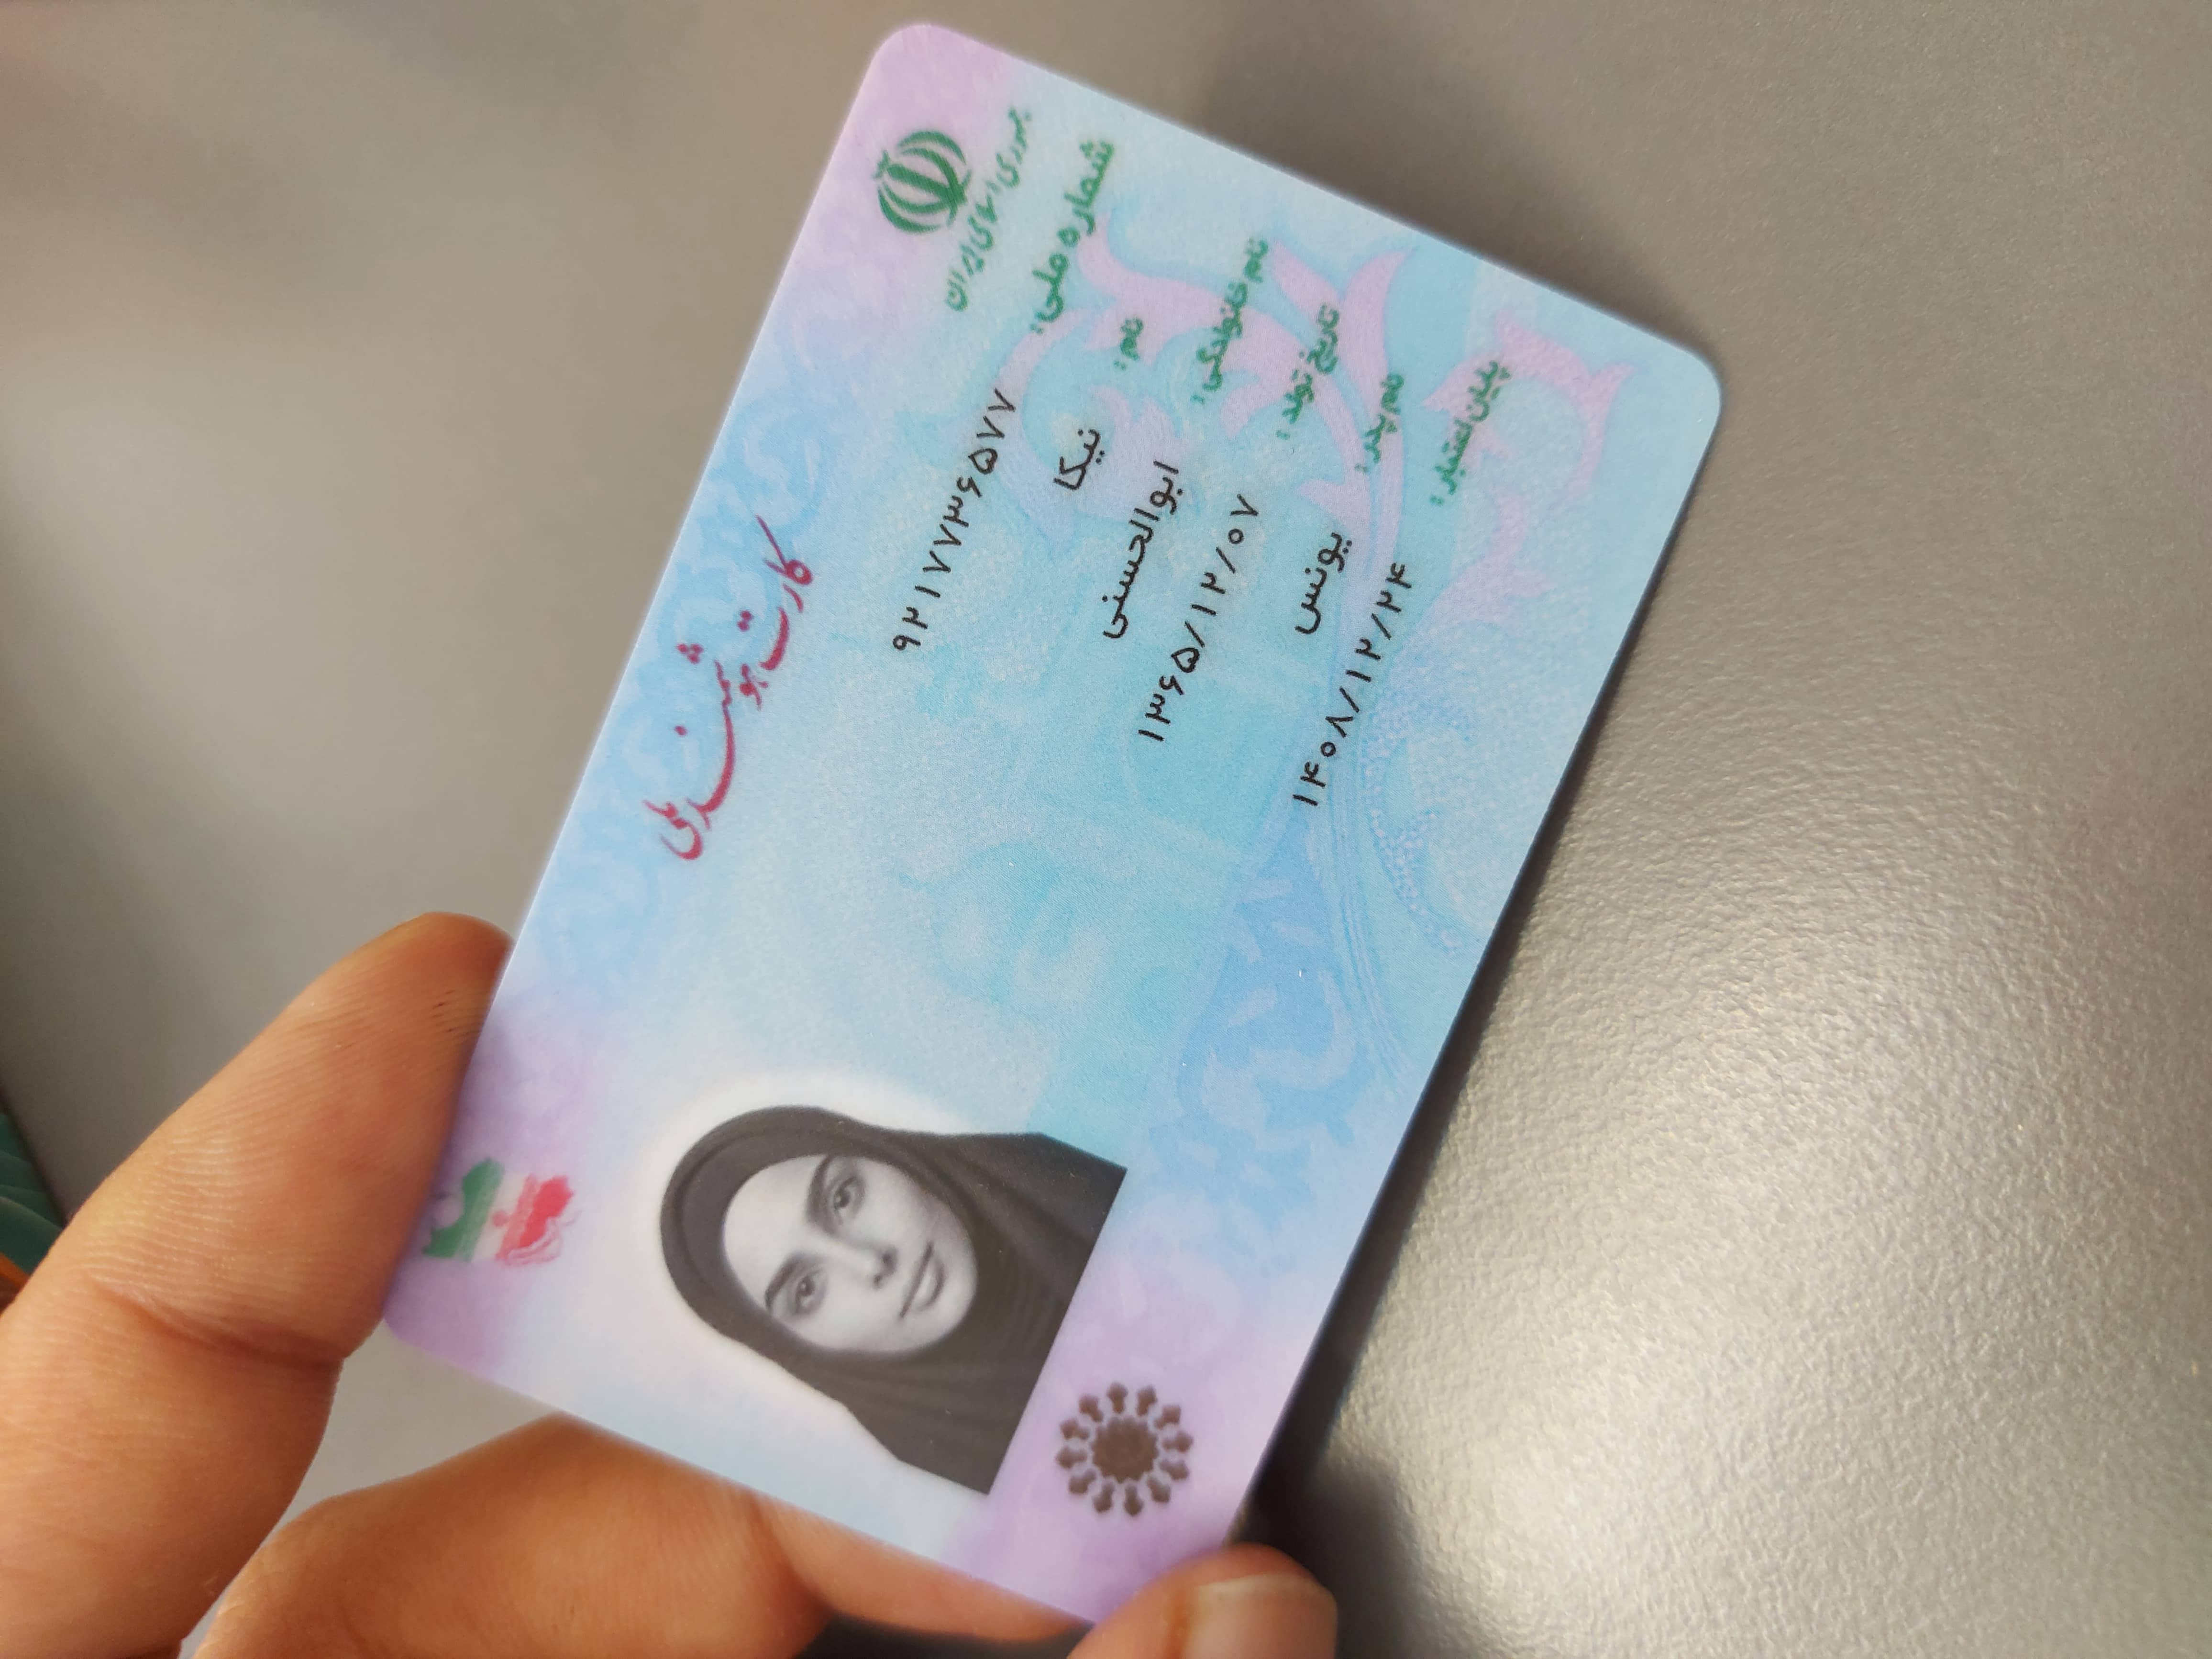 جمهوری اسلامی ایران
کارت هوشمند ملی
شماره ملی: ۹۲۱۷۷۳۶۵۷۷
نام: نیکا
نام خانوادگی: ابوالحسنی
تاریخ تولد: ۱۳۶۵/۱۲/۰۷
نام پدر: یونس
پایان اعتبار: ۱۴۰۸/۱۲/۲۴